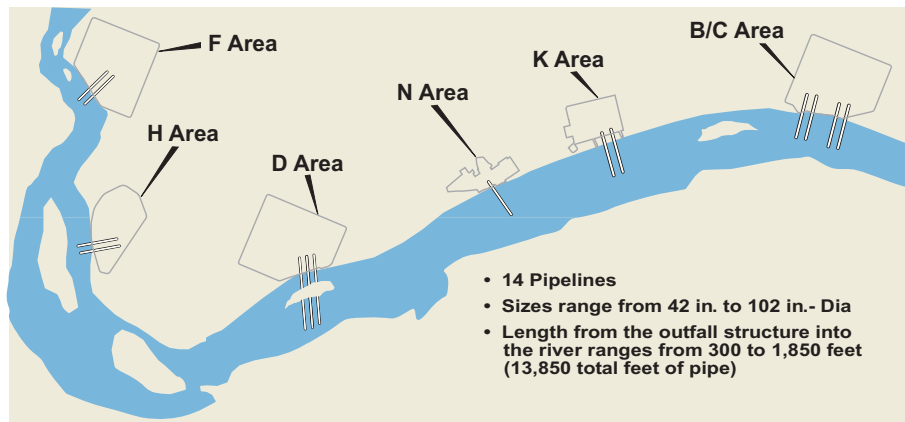 B/C Area
F Area
K Area
N Area
H Area
D Area
• 14 Pipelines
• Sizes range from 42 in. to 102 in.- Dia
• Length from the outfall structure into
the river ranges from 300 to 1,850 feet
(13,850 total feet of pipe)